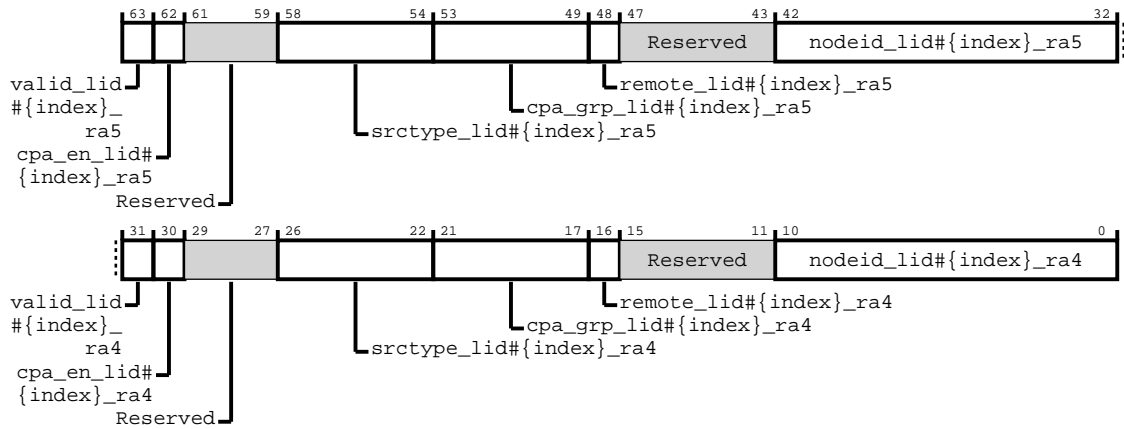 63 62 61 59 58 54 53 49 48 47 43 42 32
Reserved nodeid_lid#{index}_ra5
valid_lid
#{index}_
ra5
remote_lid#{index}_ra5
cpa_grp_lid#{index}_ra5
srctype_lid#{index}_ra5
cpa_en_lid#
{index}_ra5
Reserved
31 30 29 27 26 22 21 17 16 15 11 10 0
Reserved nodeid_lid#{index}_ra4
valid_lid
#{index}_
ra4
remote_lid#{index}_ra4
cpa_grp_lid#{index}_ra4
srctype_lid#{index}_ra4
cpa_en_lid#
{index}_ra4
Reserved